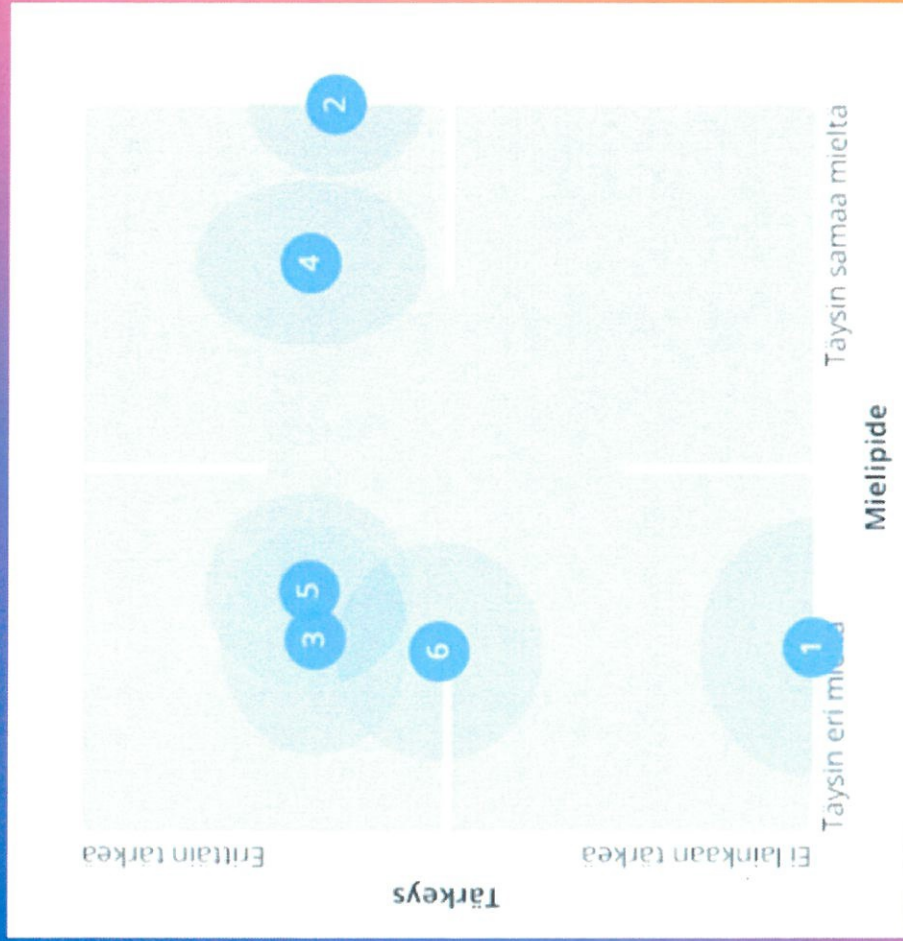 Erittäin tärkeä
Ei lainkaan tärkeä
Tärkeys
2
4
5
3
6
1
Täysin eri
Täysin samaa mieltä
Mielipide